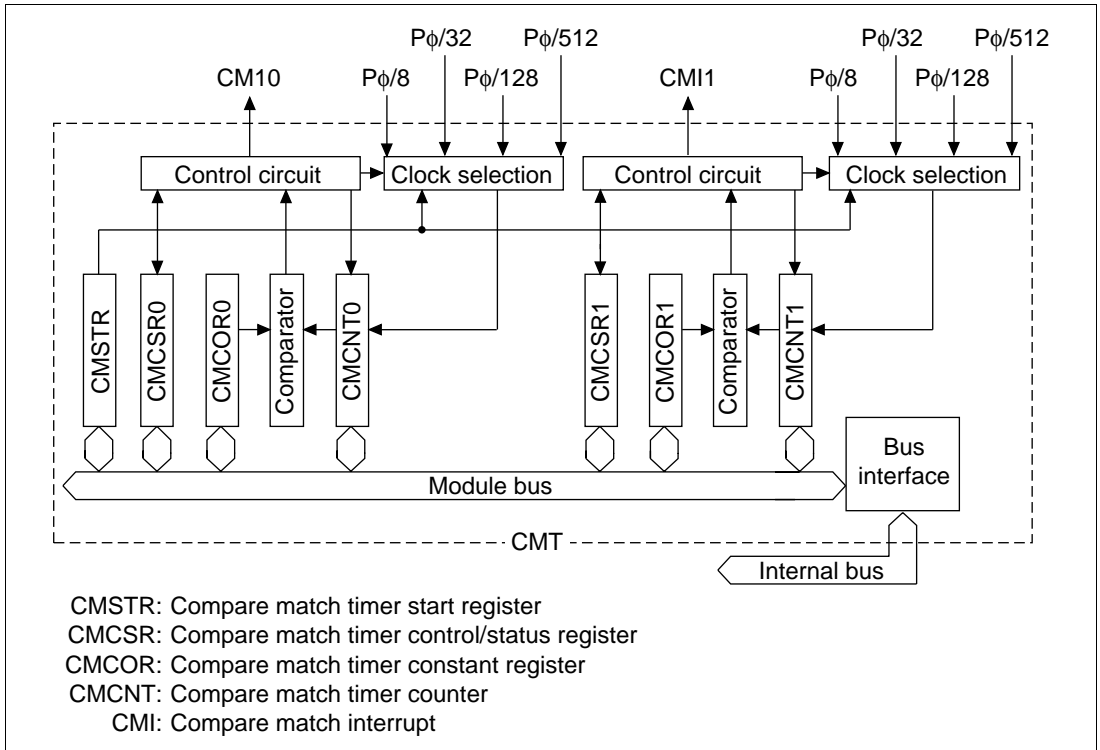 Pϕ/32 Pϕ/512 Pϕ/32 Pϕ/512
CM10 Pϕ/8 Pϕ/128 CMI1 Pϕ/8 Pϕ/128
Control circuit Clock selection Control circuit Clock selection
CMSTR CMCSR0 CMCOR0 Comparator CMCNT0 CMCSR1 CMCOR1 Comparator CMCNT1
Bus
interface
Module bus
CMT
Internal bus
CMSTR: Compare match timer start register
CMCSR: Compare match timer control/status register
CMCOR: Compare match timer constant register
CMCNT: Compare match timer counter
CMI: Compare match interrupt